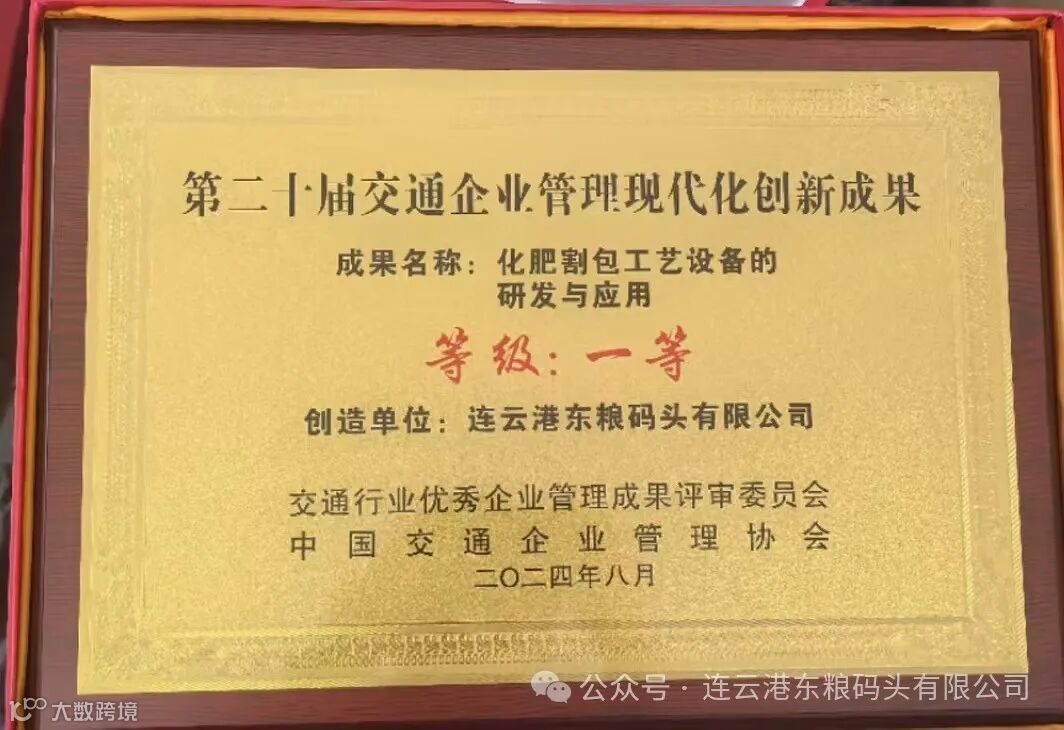 第二十届交通企业管理现代化创新成果
成果名称：化肥割包工艺设备的
研发与应用
等级：一等
创造单位：连云港东粮码头有限公司
交通行业优秀企业管理成果评审委员会
中国交通企业管理协会
二〇二四年八月
公众号·连云港东粮码头有限公司
大数跨境